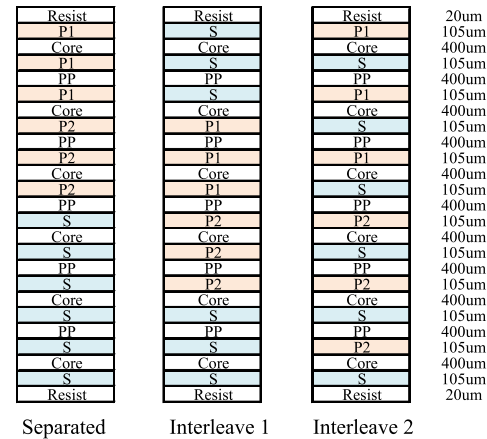 Resist Resist Resist 20um
P1 S P1 105um
Core Core Core 400um
P1 S S 105um
PP PP PP 400um
P1 S P1 105um
Core Core Core 400um
P2 P1 S 105um
PP PP PP 400um
P2 P1 P1 105um
Core Core Core 400um
P2 P1 S 105um
PP PP PP 400um
S P2 P2 105um
Core Core Core 400um
S P2 S 105um
PP PP PP 400um
S P2 P2 105um
Core Core Core 400um
S S S 105um
PP PP PP 400um
S S P2 105um
Core Core Core 400um
S S S 105um
Resist Resist Resist 20um
Separated Interleave 1 Interleave 2